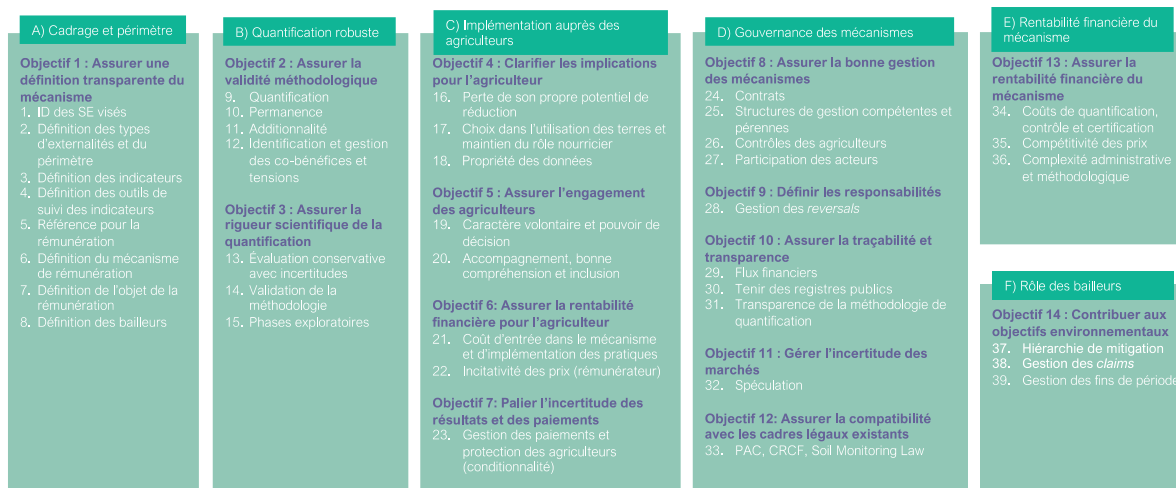 A) Cadrage et périmètre
Objectif 1 : Assurer une
définition transparente du
mécanisme
1. ID des SE visés
2. Définition des types
d'externalités et du
périmètre
3. Définition des indicateurs
4. Définition des outils de
suivi des indicateurs
5. Référence pour la
rémunération
6. Définition du mécanisme
de rémunération
7. Définition de l'objet de la
rémunération
8. Définition des bailleurs
B) Quantification robuste
Objectif 2 : Assurer la
validité méthodologique
9. Quantification
10. Permanence
11. Additionnalité
12. Identification et gestion
des co-bénéfices et
tensions
Objectif 3 : Assurer la
rigueur scientifique de la
quantification
13. Évaluation conservative
avec incertitudes
14. Validation de la
méthodologie
15. Phases exploratoires
C) Implémentation auprès des
agriculteurs
Objectif 4 : Clarifier les implications
pour l'agriculteur
16. Perte de son propre potentiel de
réduction
17. Choix dans l'utilisation des terres et
maintien du rôle nourricier
18. Propriété des données
Objectif 5 : Assurer l'engagement
des agriculteurs
19. Caractère volontaire et pouvoir de
décision
20. Accompagnement, bonne
compréhension et inclusion
Objectif 6: Assurer la rentabilité
financière pour l'agriculteur
21. Coût d'entrée dans le mécanisme
et d'implémentation des pratiques
22. Incitativité des prix (rémunérateur)
Objectif 7: Palier l'incertitude des
résultats et des paiements
23. Gestion des paiements et
protection des agriculteurs
(conditionnalité)
D) Gouvernance des mécanismes
Objectif 8 : Assurer la bonne gestion
des mécanismes
24. Contrats
25. Structures de gestion compétentes et
pérennes
26. Contrôles des agriculteurs
27. Participation des acteurs
Objectif 9 : Définir les responsabilités
28. Gestion des reversals
Objectif 10 : Assurer la traçabilité et
transparence
29. Flux financiers
30. Tenir des registres publics
31. Transparence de la méthodologie de
quantification
Objectif 11 : Gérer l'incertitude des
marchés
32. Spéculation
Objectif 12: Assurer la compatibilité
avec les cadres légaux existants
33. PAC, CRCF, Soil Monitoring Law
E) Rentabilité financière du
mécanisme
Objectif 13 : Assurer la
rentabilité financière du
mécanisme
34. Coûts de quantification,
contrôle et certification
35. Compétitivité des prix
36. Complexité administrative
et méthodologique
F) Rôle des bailleurs
Objectif 14 : Contribuer aux
objectifs environnementaux
37. Hiérarchie de mitigation
38. Gestion des claims
39. Gestion des fins de période